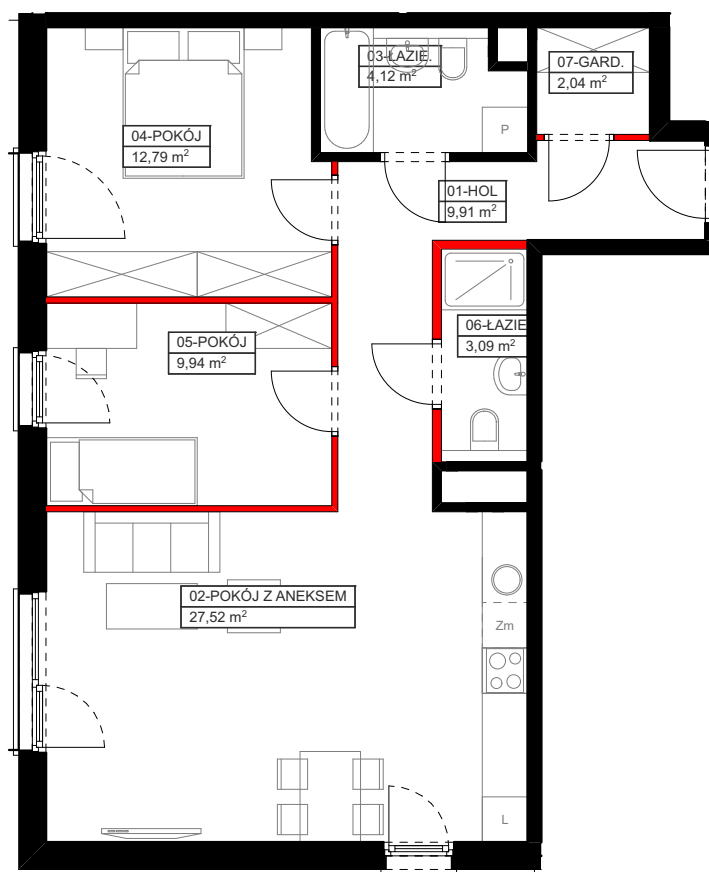 03-ŁAZIE.
4,12 m²
07-GARD.
2,04 m²
P
04-POKÓJ
12,79 m²
01-HOL
9,91 m²
06-ŁAZIE
3,09 m²
05-POKÓJ
9,94 m²
02-POKÓJ Z ANEKSEM
27,52 m²
Zm
L